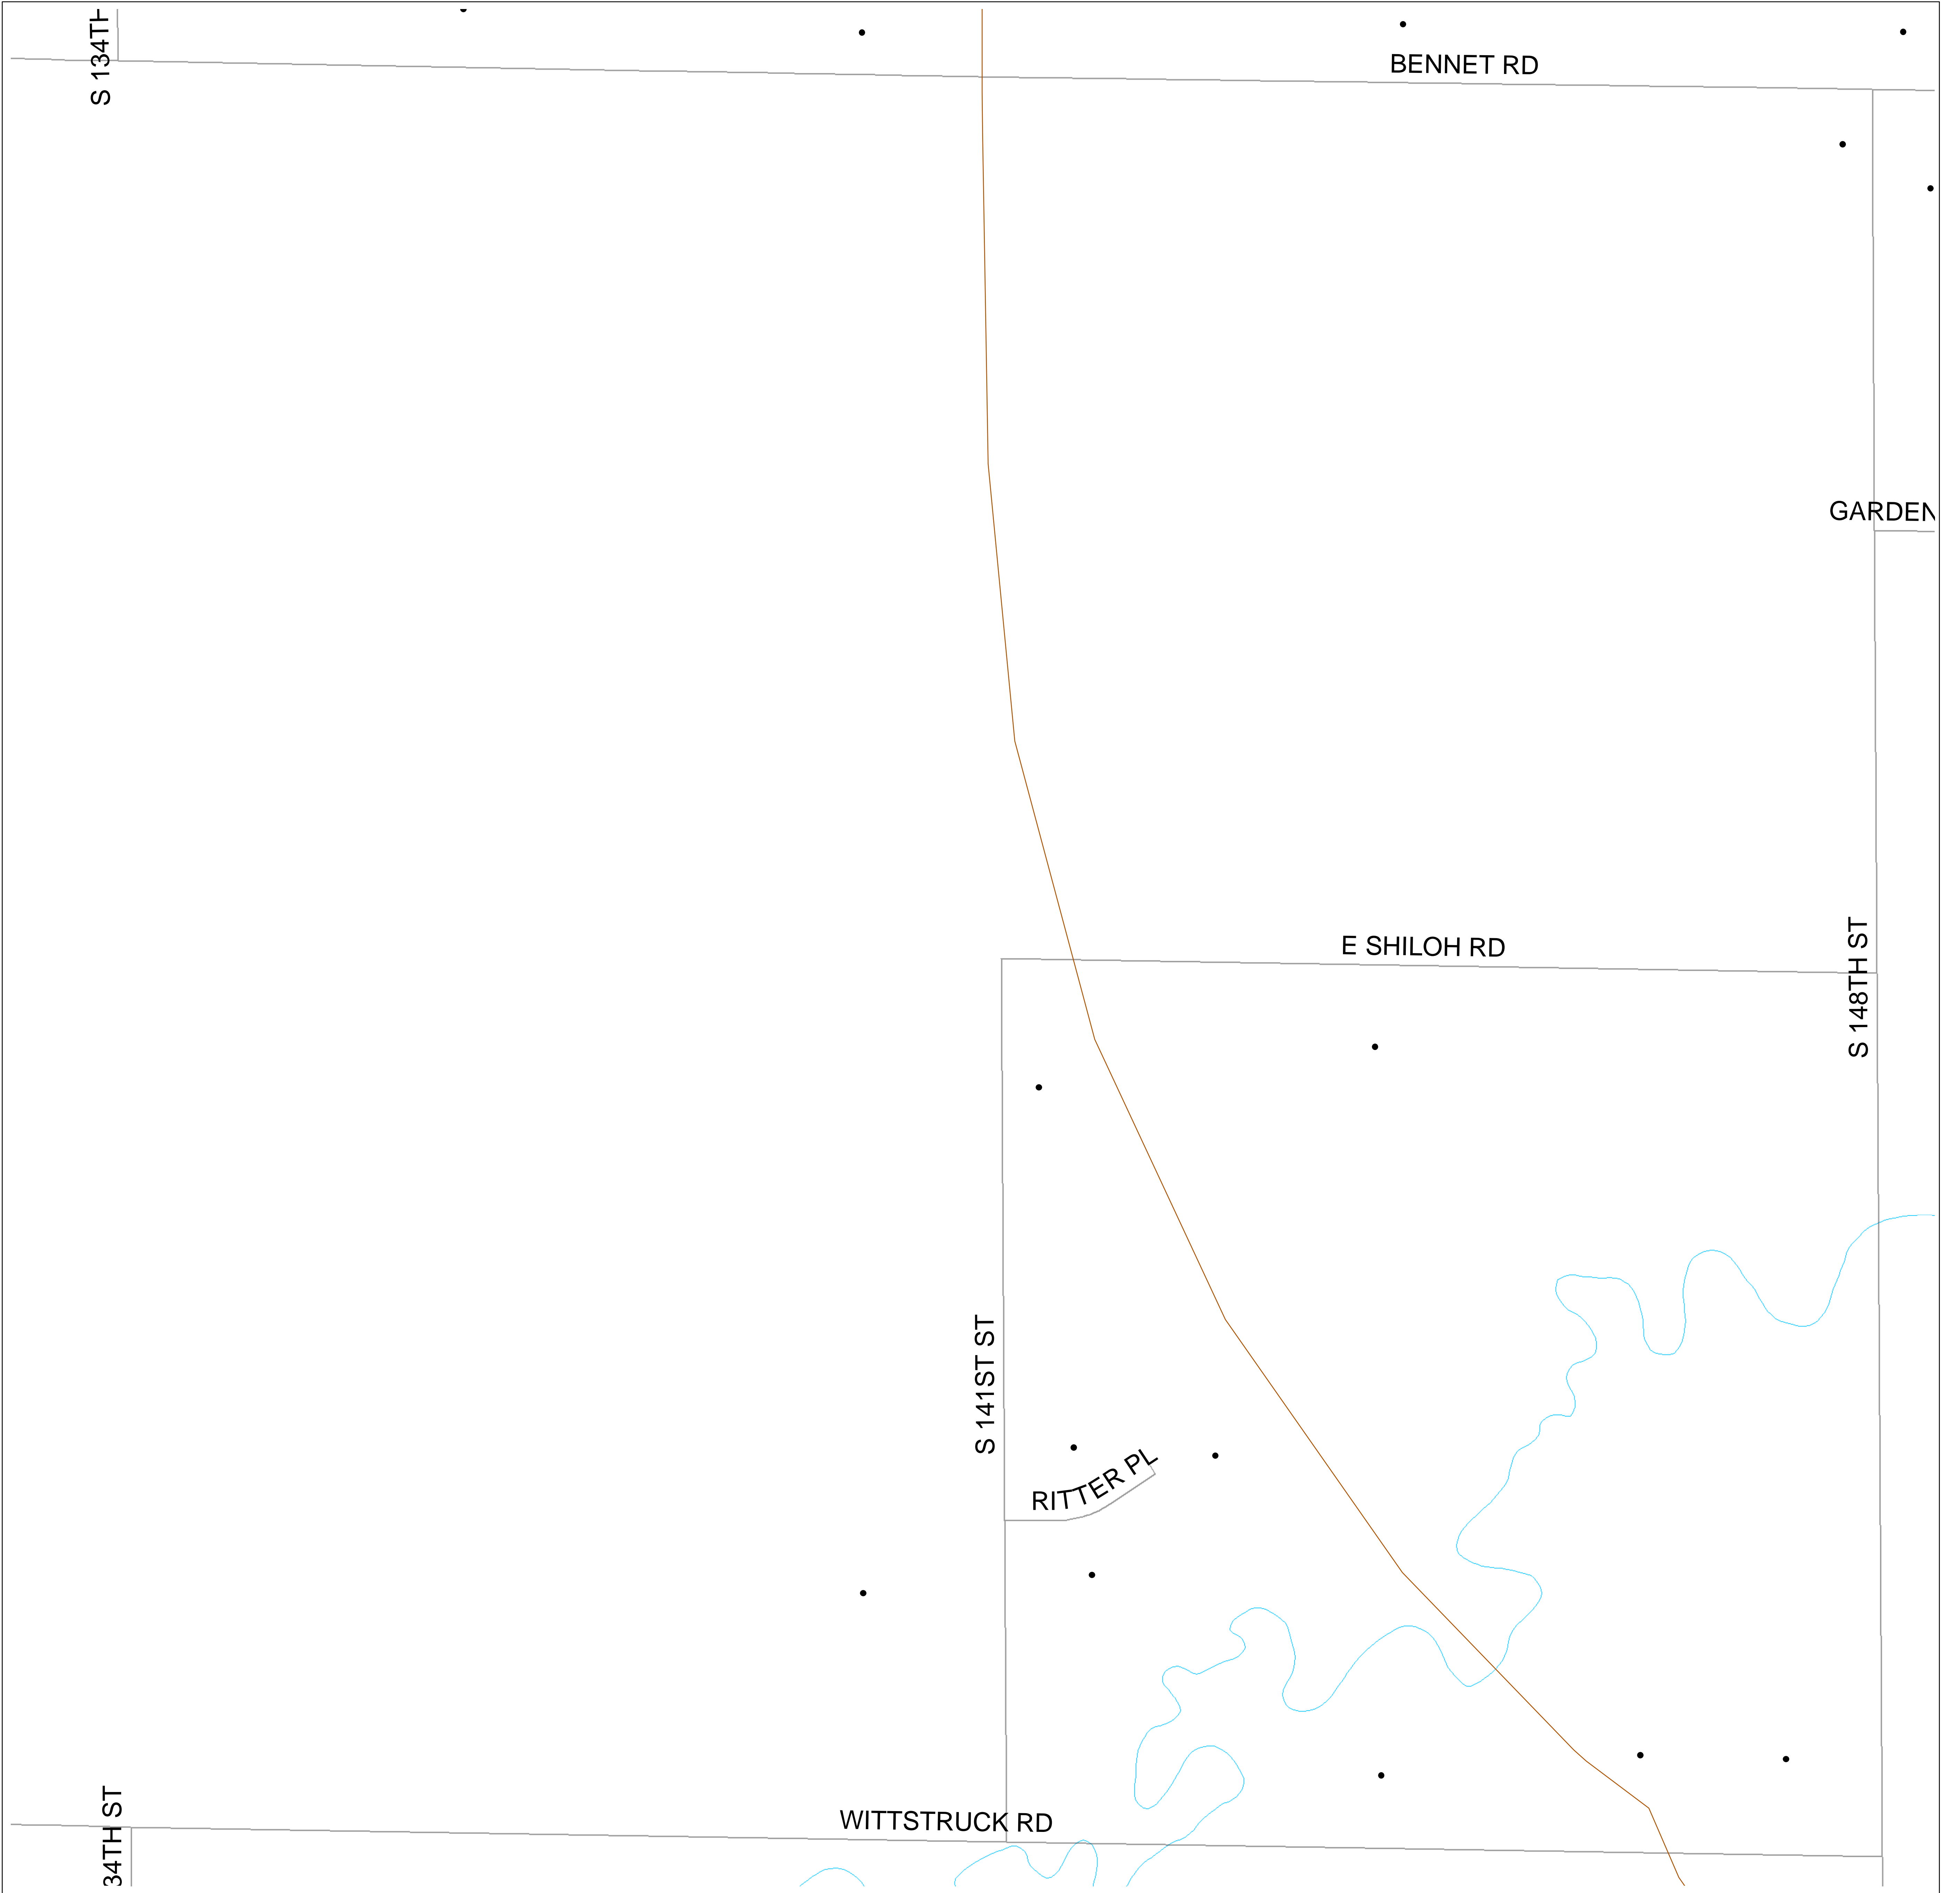 S 134TH
BENNET RD
GARDEN
E SHILOH RD
S 148TH ST
S 141ST ST
RITTER PL
WITTSTRUCK RD
34TH ST